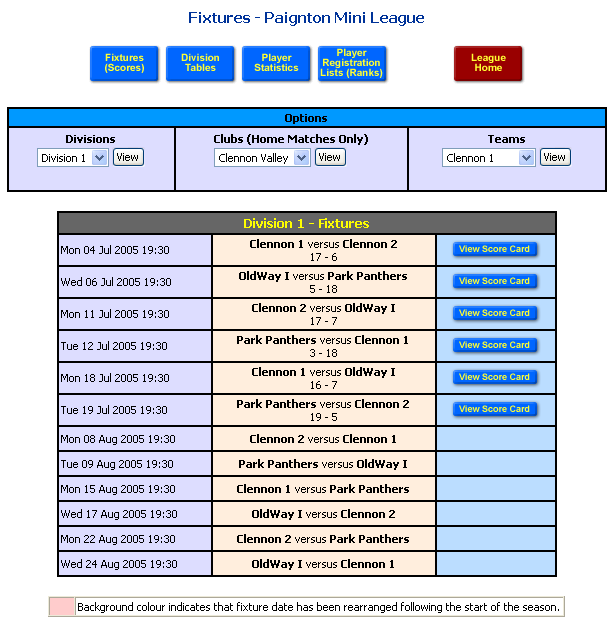 Fixtures - Paignton Mini League
Fixtures
(Scores)
Division
Tables
Player
Statistics
Player
Registration
Lists (Ranks)
League
Home
Options
Divisions
Division 1
View
Clubs (Home Matches Only)
Clennon Valley
View
Teams
Clennon 1
View
Division 1 - Fixtures
Mon 04 Jul 2005 19:30
Clennon 1 versus Clennon 2
17 - 6
View Score Card
Wed 06 Jul 2005 19:30
OldWay I versus Park Panthers
5 - 18
View Score Card
Mon 11 Jul 2005 19:30
Clennon 2 versus OldWay I
17 - 7
View Score Card
Tue 12 Jul 2005 19:30
Park Panthers versus Clennon 1
3 - 18
View Score Card
Mon 18 Jul 2005 19:30
Clennon 1 versus OldWay I
16 - 7
View Score Card
Tue 19 Jul 2005 19:30
Park Panthers versus Clennon 2
19 - 5
View Score Card
Mon 08 Aug 2005 19:30
Clennon 2 versus Clennon 1
Tue 09 Aug 2005 19:30
Park Panthers versus OldWay I
Mon 15 Aug 2005 19:30
Clennon 1 versus Park Panthers
Wed 17 Aug 2005 19:30
OldWay I versus Clennon 2
Mon 22 Aug 2005 19:30
Clennon 2 versus Park Panthers
Wed 24 Aug 2005 19:30
OldWay I versus Clennon 1
Background colour indicates that fixture date has been rearranged following the start of the season.